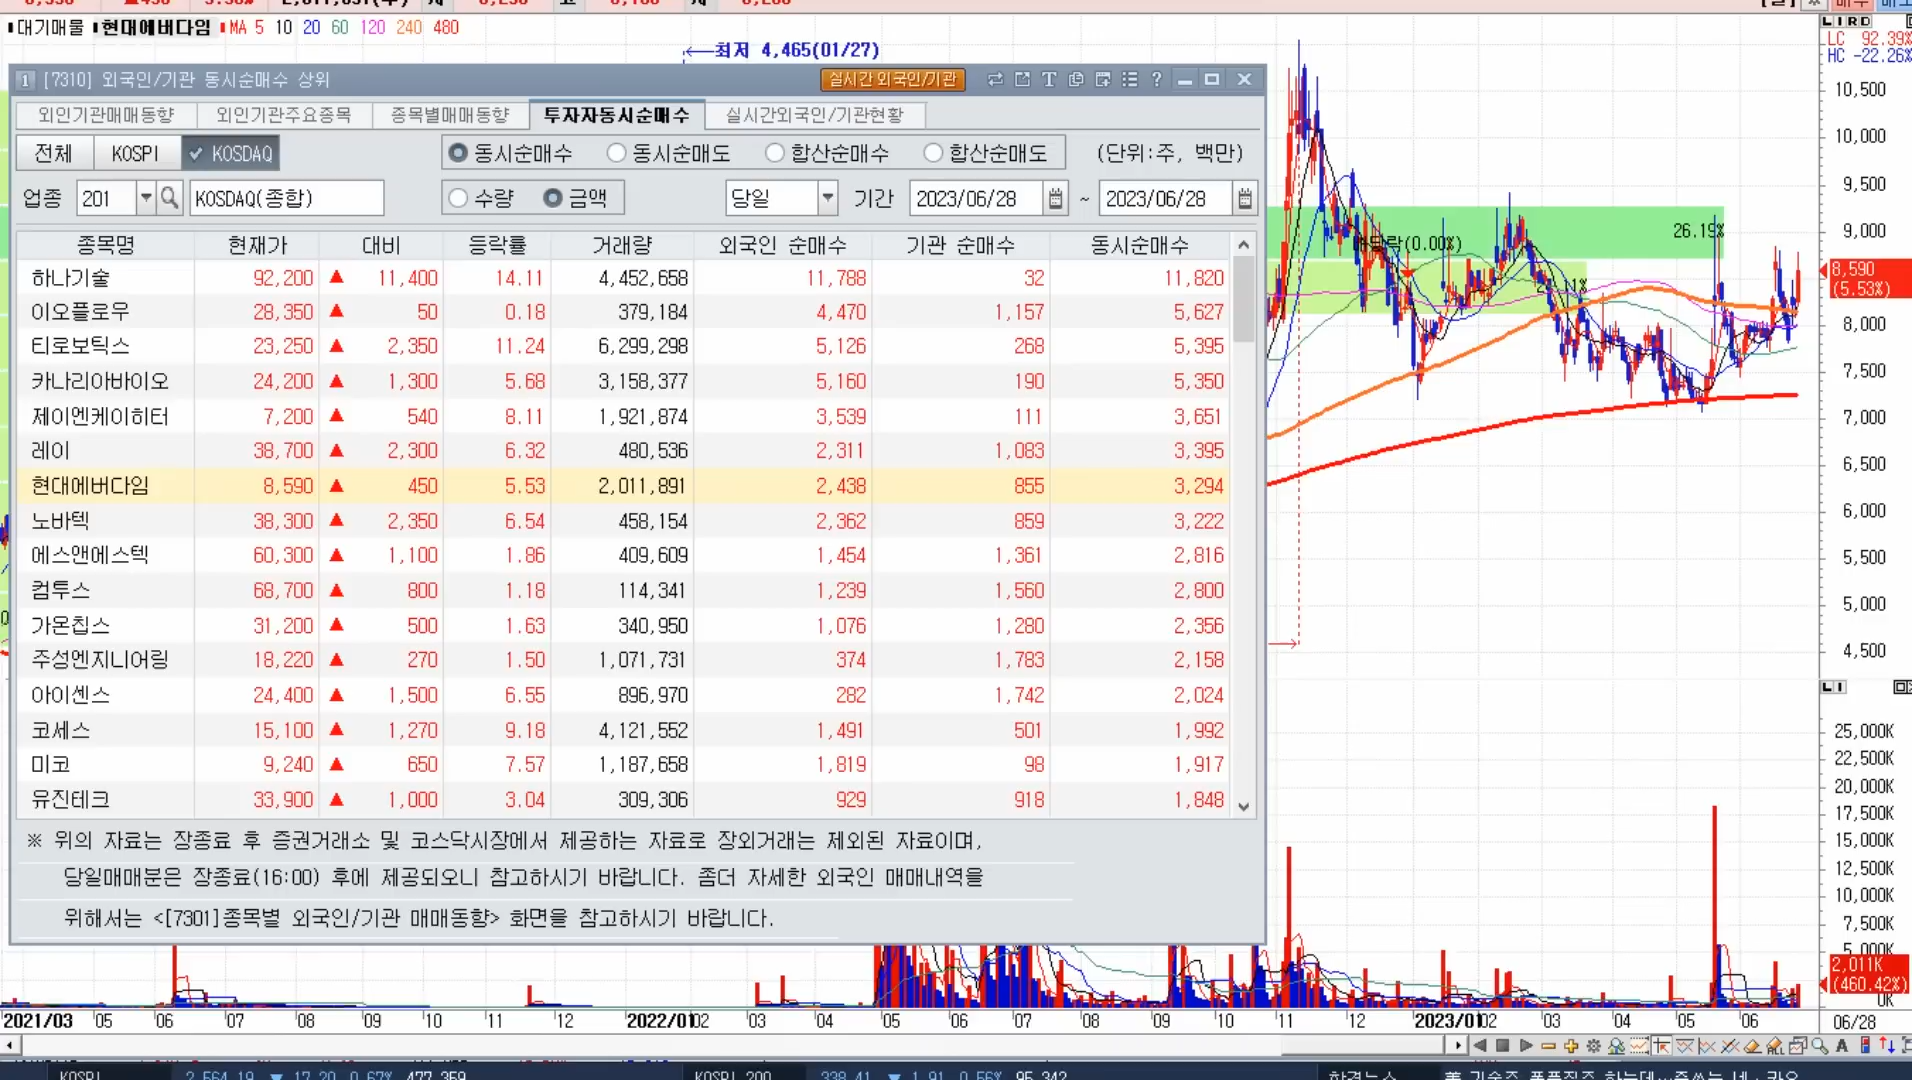 대기매물 현대에버다임 MA 5 10 20 60 120 240 480
LIRD
LC 92.39%
HC -22.26%
최저 4,465(01/27)
1 [7310] 외국인/기관 동시순매수 상위 실시간 외국인/기관 T ?
외인기관매매동향 외인기관주요종목 종목별매매동향 투자자동시순매수 실시간외국인/기관현황
전체 KOSPI KOSDAQ 동시순매수 동시순매도 합산순매수 합산순매도 (단위:주, 백만)
업종 201 KOSDAQ(종합) 수량 금액 당일 기간 2023/06/28 ~ 2023/06/28
종목명 현재가 대비 등락률 거래량 외국인 순매수 기관 순매수 동시순매수
하나기술 92,200 ▲ 11,400 14.11 4,452,658 11,788 32 11,820
이오플로우 28,350 ▲ 50 0.18 379,184 4,470 1,157 5,627
티로보틱스 23,250 ▲ 2,350 11.24 6,299,298 5,126 268 5,395
카나리아바이오 24,200 ▲ 1,300 5.68 3,158,377 5,160 190 5,350
제이엔케이히터 7,200 ▲ 540 8.11 1,921,874 3,539 111 3,651
레이 38,700 ▲ 2,300 6.32 480,536 2,311 1,083 3,395
현대에버다임 8,590 ▲ 450 5.53 2,011,891 2,438 855 3,294
노바텍 38,300 ▲ 2,350 6.54 458,154 2,362 859 3,222
에스앤에스텍 60,300 ▲ 1,100 1.86 409,609 1,454 1,361 2,816
컴투스 68,700 ▲ 800 1.18 114,341 1,239 1,560 2,800
가온칩스 31,200 ▲ 500 1.63 340,950 1,076 1,280 2,356
주성엔지니어링 18,220 ▲ 270 1.50 1,071,731 374 1,783 2,158
아이센스 24,400 ▲ 1,500 6.55 896,970 282 1,742 2,024
코세스 15,100 ▲ 1,270 9.18 4,121,552 1,491 501 1,992
미코 9,240 ▲ 650 7.57 1,187,658 1,819 98 1,917
유진테크 33,900 ▲ 1,000 3.04 309,306 929 918 1,848
※ 위의 자료는 장종료 후 증권거래소 및 코스닥시장에서 제공하는 자료로 장외거래는 제외된 자료이며,
당일매매분은 장종료(16:00) 후에 제공되오니 참고하시기 바랍니다. 좀더 자세한 외국인 매매내역을
위해서는 <[7301]종목별 외국인/기관 매매동향> 화면을 참고하시기 바랍니다.
26.19%
10,500
10,000
9,500
9,000
8,590
(5.53%)
8,000
7,500
7,000
6,500
6,000
5,500
5,000
4,500
LI
25,000K
22,500K
20,000K
17,500K
15,000K
12,500K
10,000K
7,500K
5,000K
2,011K
(460.42%)
0K
2021/03 05 06 07 08 09 10 11 12 2022/01 02 03 04 05 06 07 08 09 10 11 12 2023/01 02 03 04 05 06 06/28
ALL A
KOSPI 2,564.19 ▼ 17.20 0.67% 477,359 KOSPI 200 338.41 ▼ 1.91 0.56% 95,342